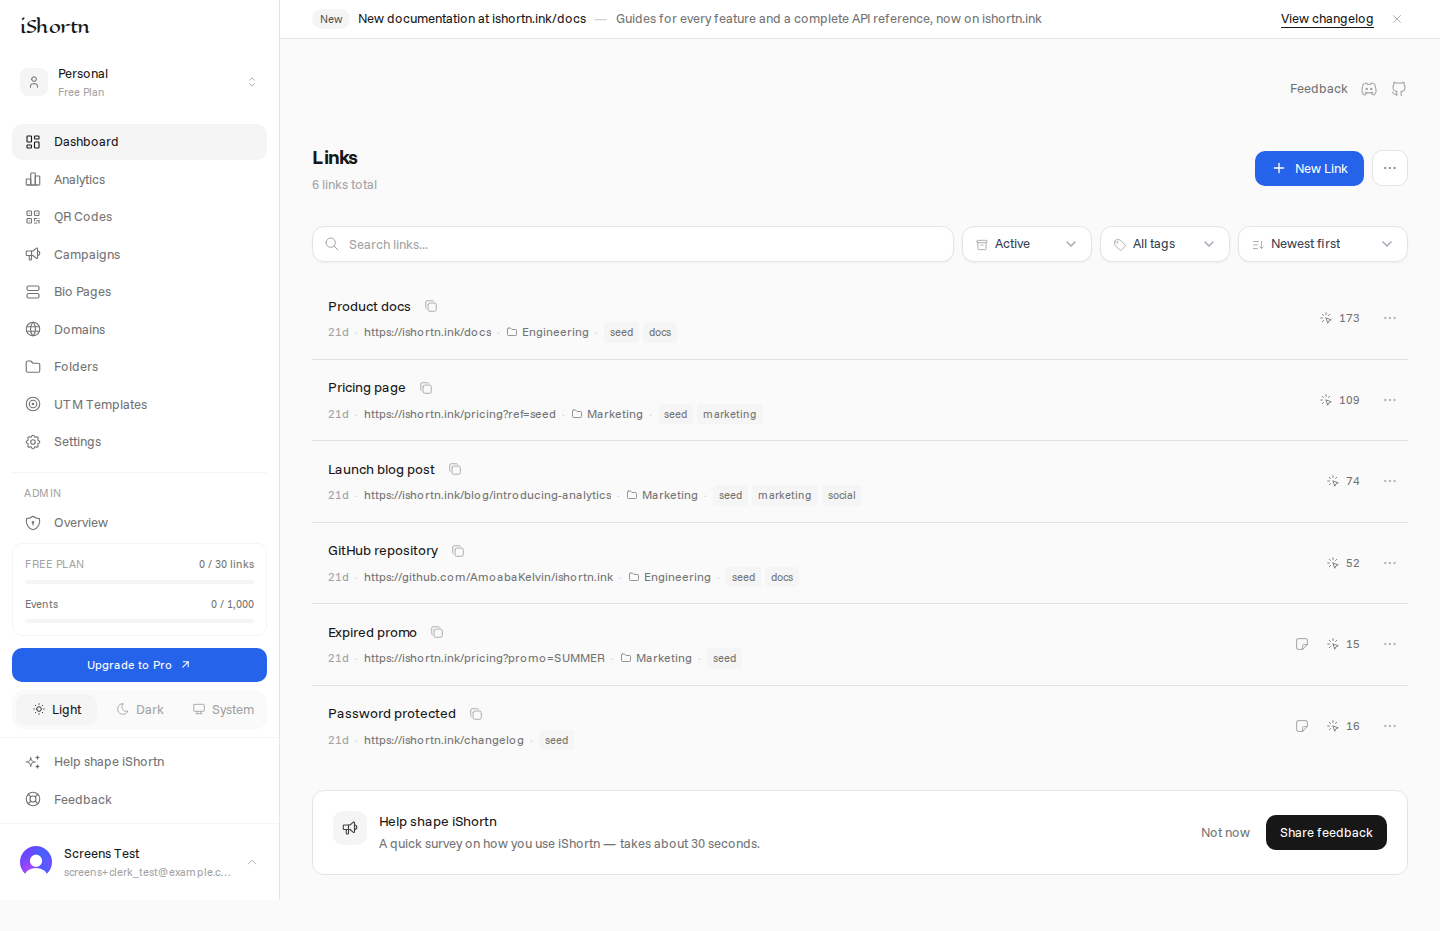 iShortn
Personal
Free Plan
Dashboard
Analytics
QR Codes
Campaigns
Bio Pages
Domains
Folders
UTM Templates
Settings
ADMIN
Overview
FREE PLAN 0 / 30 links
Events 0 / 1,000
Upgrade to Pro
Light Dark System
Help shape iShortn
Feedback
Screens Test
screens+clerk_test@example.c...
New New documentation at ishortn.ink/docs — Guides for every feature and a complete API reference, now on ishortn.ink View changelog
Feedback
Links
6 links total
New Link
Search links...
Active
All tags
Newest first
Product docs
21d · https://ishortn.ink/docs · Engineering · seed docs
173
Pricing page
21d · https://ishortn.ink/pricing?ref=seed · Marketing · seed marketing
109
Launch blog post
21d · https://ishortn.ink/blog/introducing-analytics · Marketing · seed marketing social
74
GitHub repository
21d · https://github.com/AmoabaKelvin/ishortn.ink · Engineering · seed docs
52
Expired promo
21d · https://ishortn.ink/pricing?promo=SUMMER · Marketing · seed
15
Password protected
21d · https://ishortn.ink/changelog · seed
16
Help shape iShortn
A quick survey on how you use iShortn — takes about 30 seconds.
Not now
Share feedback